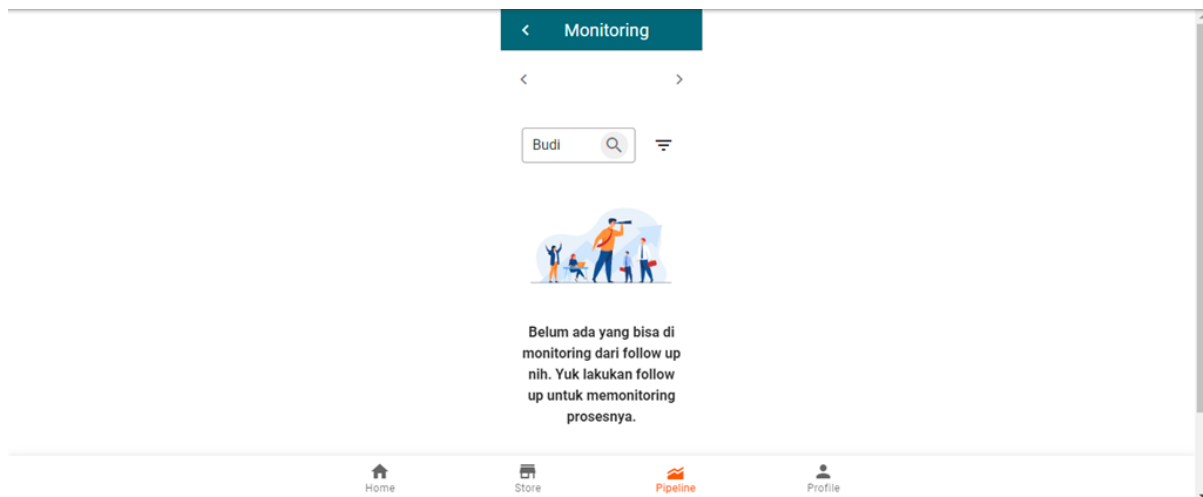 Monitoring
Budi
Belum ada yang bisa di
monitoring dari follow up
nih. Yuk lakukan follow
up untuk memonitoring
prosesnya.
Home
Store
Pipeline
Profile